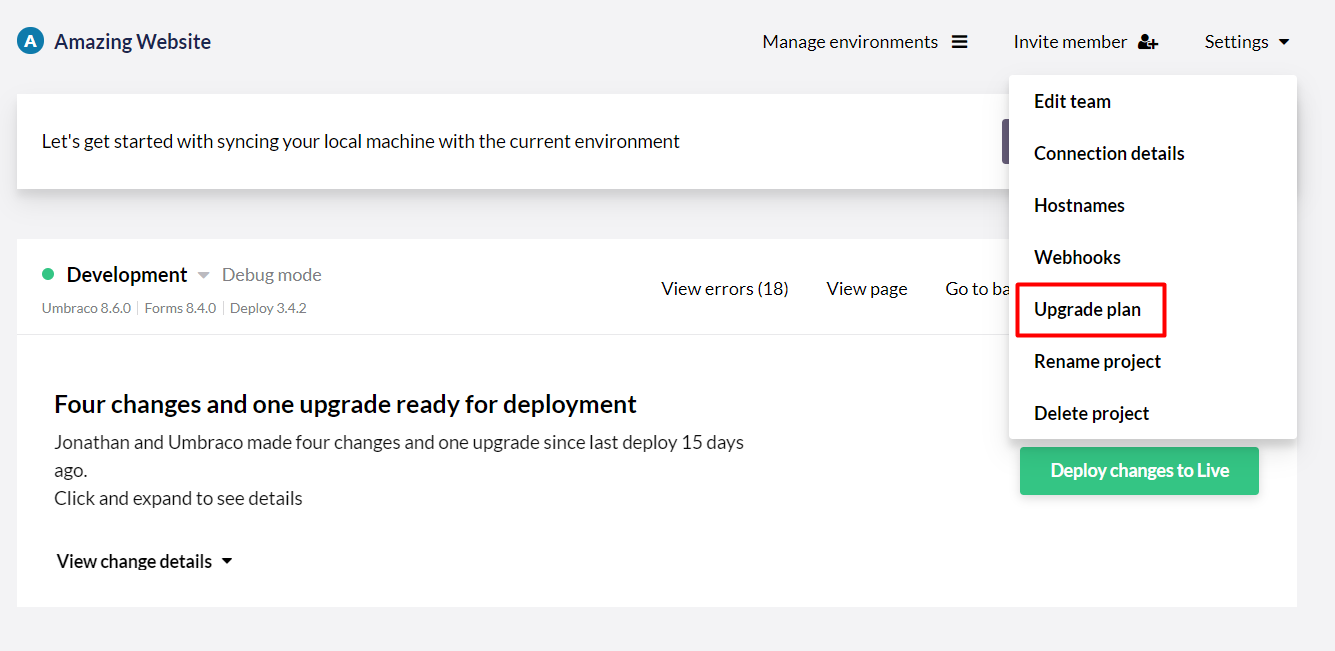 A Amazing Website
Manage environments
Invite member
Settings
Edit team
Connection details
Hostnames
Webhooks
Upgrade plan
Rename project
Delete project
Let's get started with syncing your local machine with the current environment
Development
Debug mode
Umbraco 8.6.0 Forms 8.4.0 Deploy 3.4.2
View errors (18)
View page
Go to ba
Four changes and one upgrade ready for deployment
Jonathan and Umbraco made four changes and one upgrade since last deploy 15 days
ago.
Click and expand to see details
Deploy changes to Live
View change details